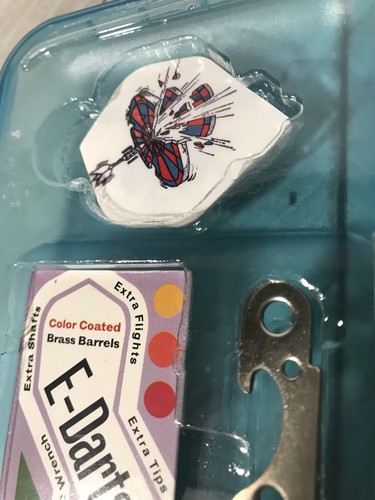 Extra Flights
Extra Shafts
Color Coated
Brass Barrels
E-Darts
Extra Tips
Wrench